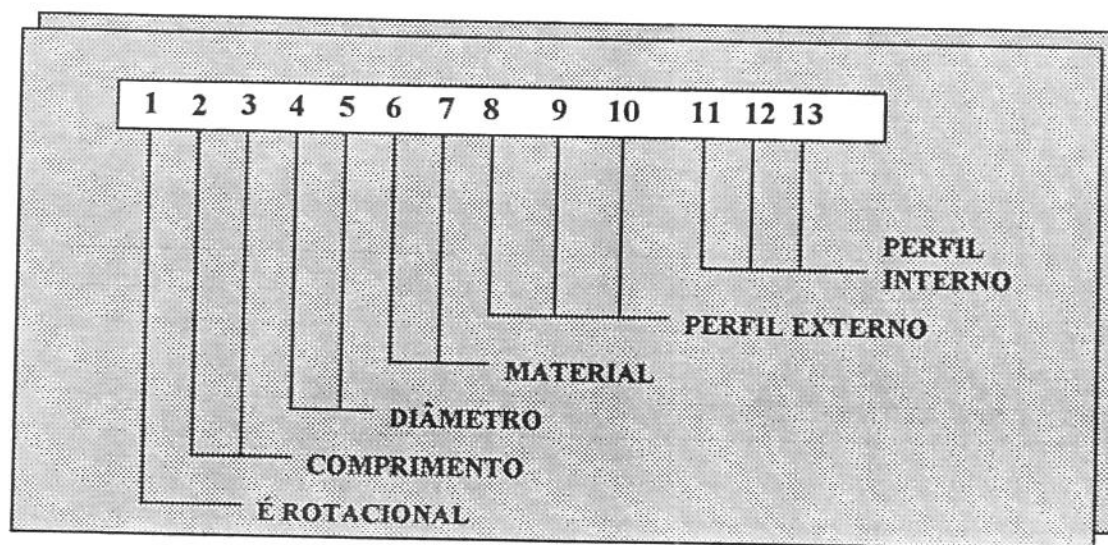 1 2 3 4 5 6 7 8 9 10 11 12 13
PERFIL
INTERNO
PERFIL EXTERNO
MATERIAL
DIÂMETRO
COMPRIMENTO
É ROTACIONAL